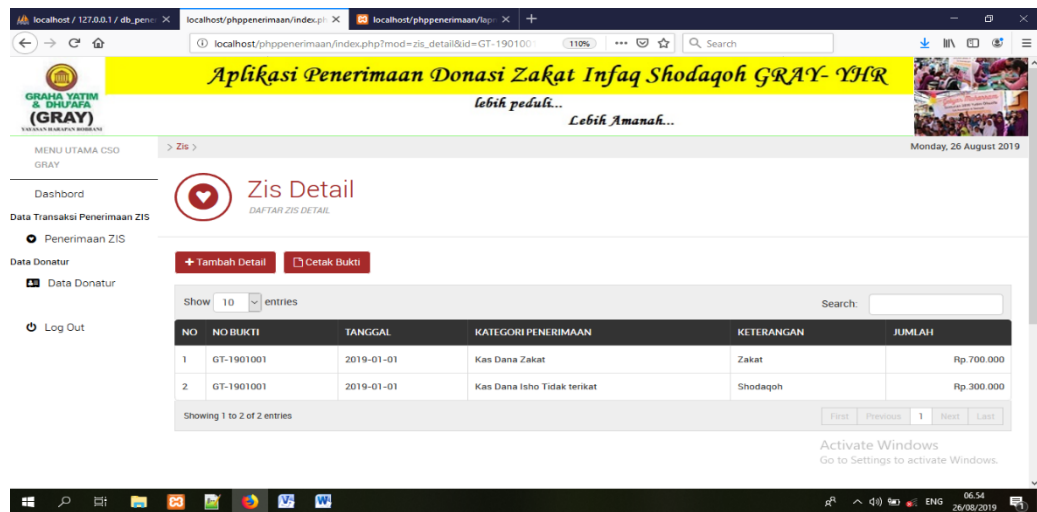 localhost / 127.0.0.1 / db_pener
localhost/phppenerimaan/index.ph
localhost/phppenerimaan/lapri
localhost/phppenerimaan/index.php?mod=zis_detail&id=GT-1901001
110%
Search
GRAHA YATIM
& DHU'AFA
(GRAY)
YAYASAN HARAPAN ROBBANI
Aplikasi Penerimaan Donasi Zakat Infaq Shodaqoh GRAY- YHR
lebih peduli...
Lebih Amanah...
MENU UTAMA CSO
GRAY
> Zis >
Monday, 26 August 2019
Dashbord
Data Transaksi Penerimaan ZIS
Penerimaan ZIS
Data Donatur
Data Donatur
Log Out
Zis Detail
DAFTAR ZIS DETAIL
+ Tambah Detail
Cetak Bukti
Show 10 entries
Search:
NO NO BUKTI TANGGAL KATEGORI PENERIMAAN KETERANGAN JUMLAH
1 GT-1901001 2019-01-01 Kas Dana Zakat Zakat Rp.700.000
2 GT-1901001 2019-01-01 Kas Dana Isho Tidak terikat Shodaqoh Rp.300.000
Showing 1 to 2 of 2 entries
First Previous 1 Next Last
Activate Windows
Go to Settings to activate Windows.
ENG
06.54
26/08/2019